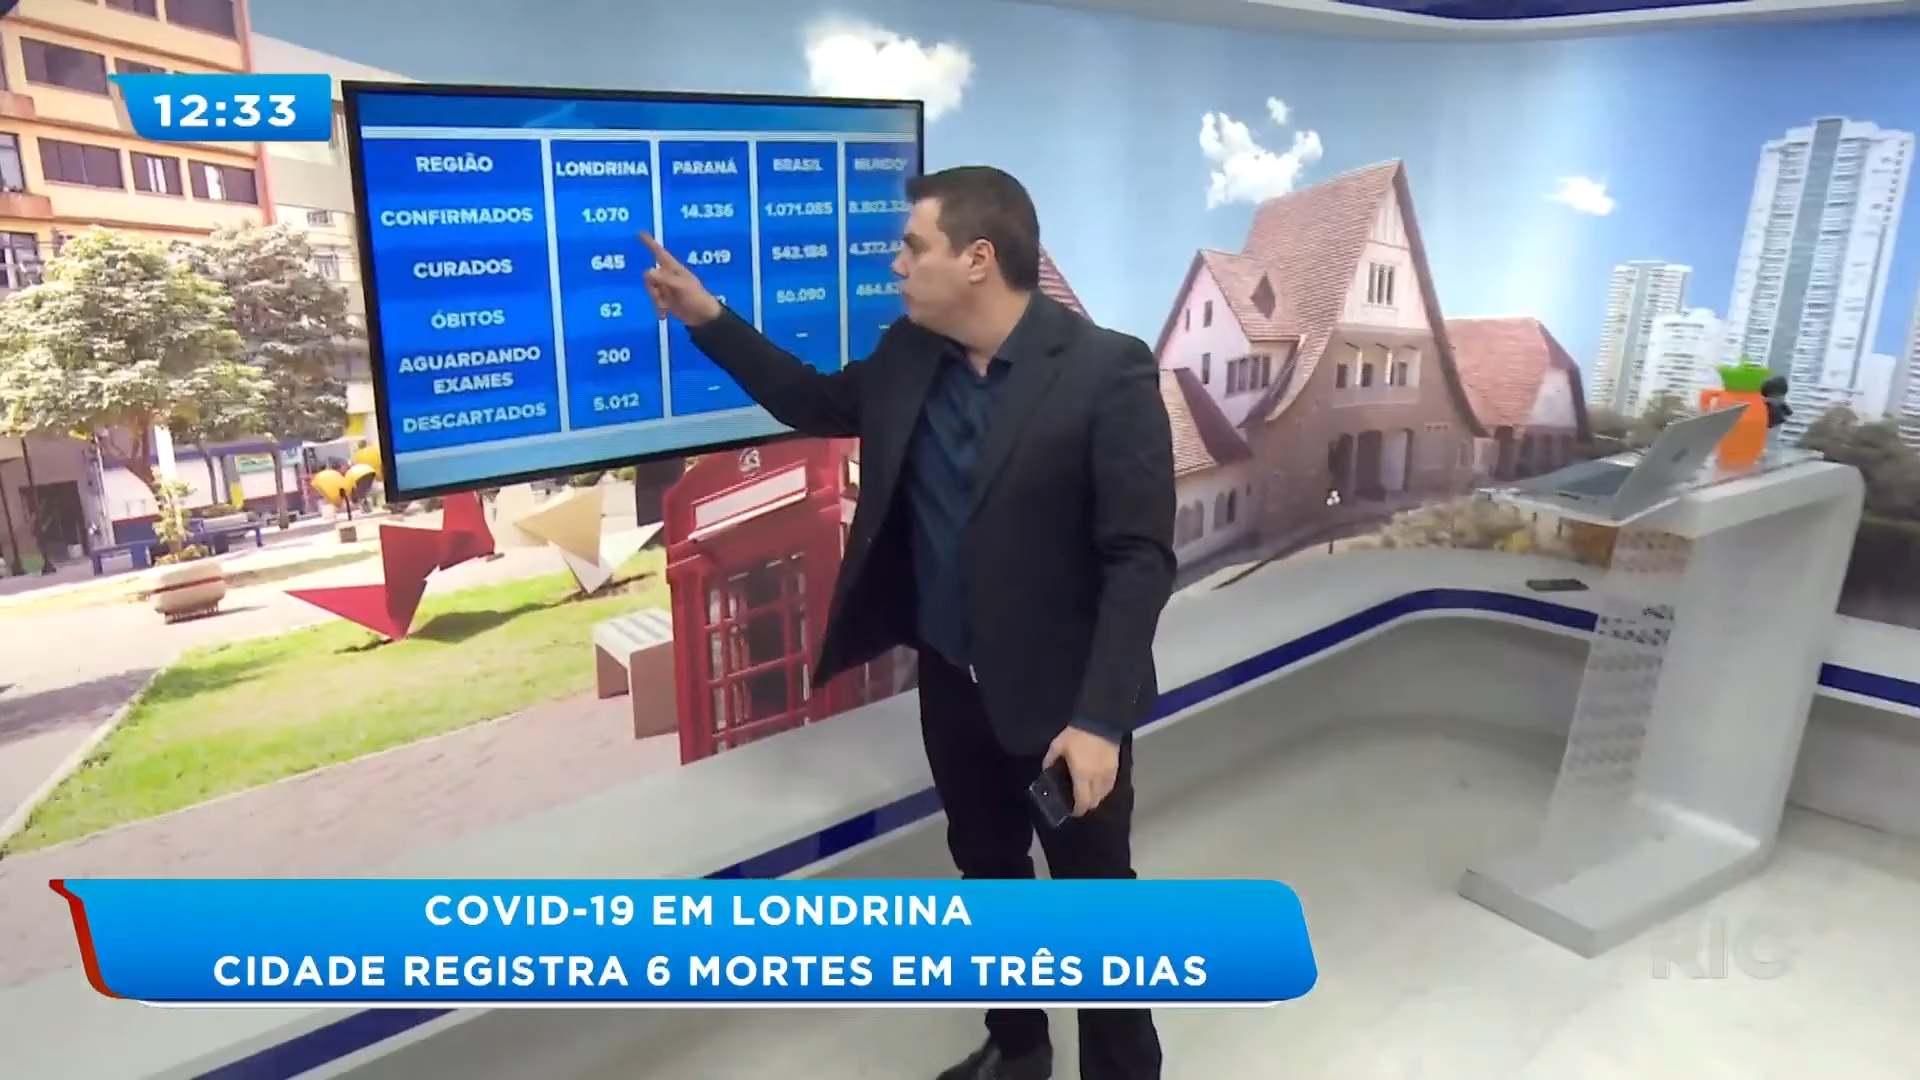 12:33
REGIÃO LONDRINA PARANÁ BRASIL MUNDO
CONFIRMADOS 1.070 14.336 1.071.085
CURADOS 645 4.019 543.186
ÓBITOS 62 50.090
AGUARDANDO 200 — —
EXAMES
DESCARTADOS 5.012 —
COVID-19 EM LONDRINA
CIDADE REGISTRA 6 MORTES EM TRÊS DIAS
RIC